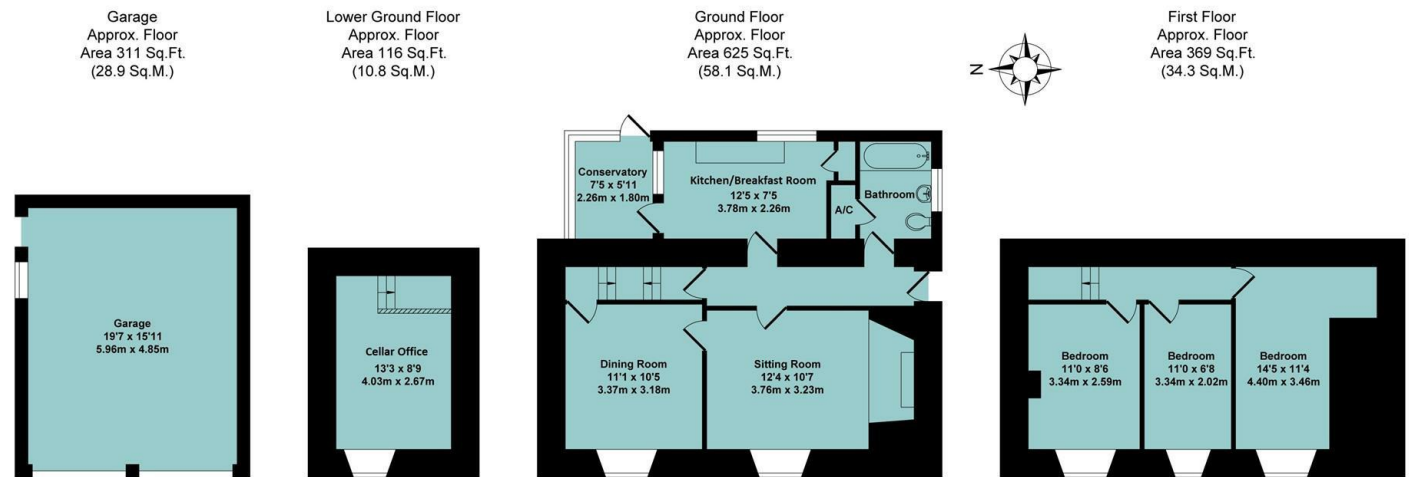 Garage
Approx. Floor
Area 311 Sq.Ft.
(28.9 Sq.M.)
Lower Ground Floor
Approx. Floor
Area 116 Sq.Ft.
(10.8 Sq.M.)
Ground Floor
Approx. Floor
Area 625 Sq.Ft.
(58.1 Sq.M.)
First Floor
Approx. Floor
Area 369 Sq.Ft.
(34.3 Sq.M.)
N
Garage
19'7 x 15'11
5.96m x 4.85m
Cellar Office
13'3 x 8'9
4.03m x 2.67m
Conservatory
7'5 x 5'11
2.26m x 1.80m
Kitchen/Breakfast Room
12'5 x 7'5
3.78m x 2.26m
A/C
Bathroom
Dining Room
11'1 x 10'5
3.37m x 3.18m
Sitting Room
12'4 x 10'7
3.76m x 3.23m
Bedroom
11'0 x 8'6
3.34m x 2.59m
Bedroom
11'0 x 6'8
3.34m x 2.02m
Bedroom
14'5 x 11'4
4.40m x 3.46m